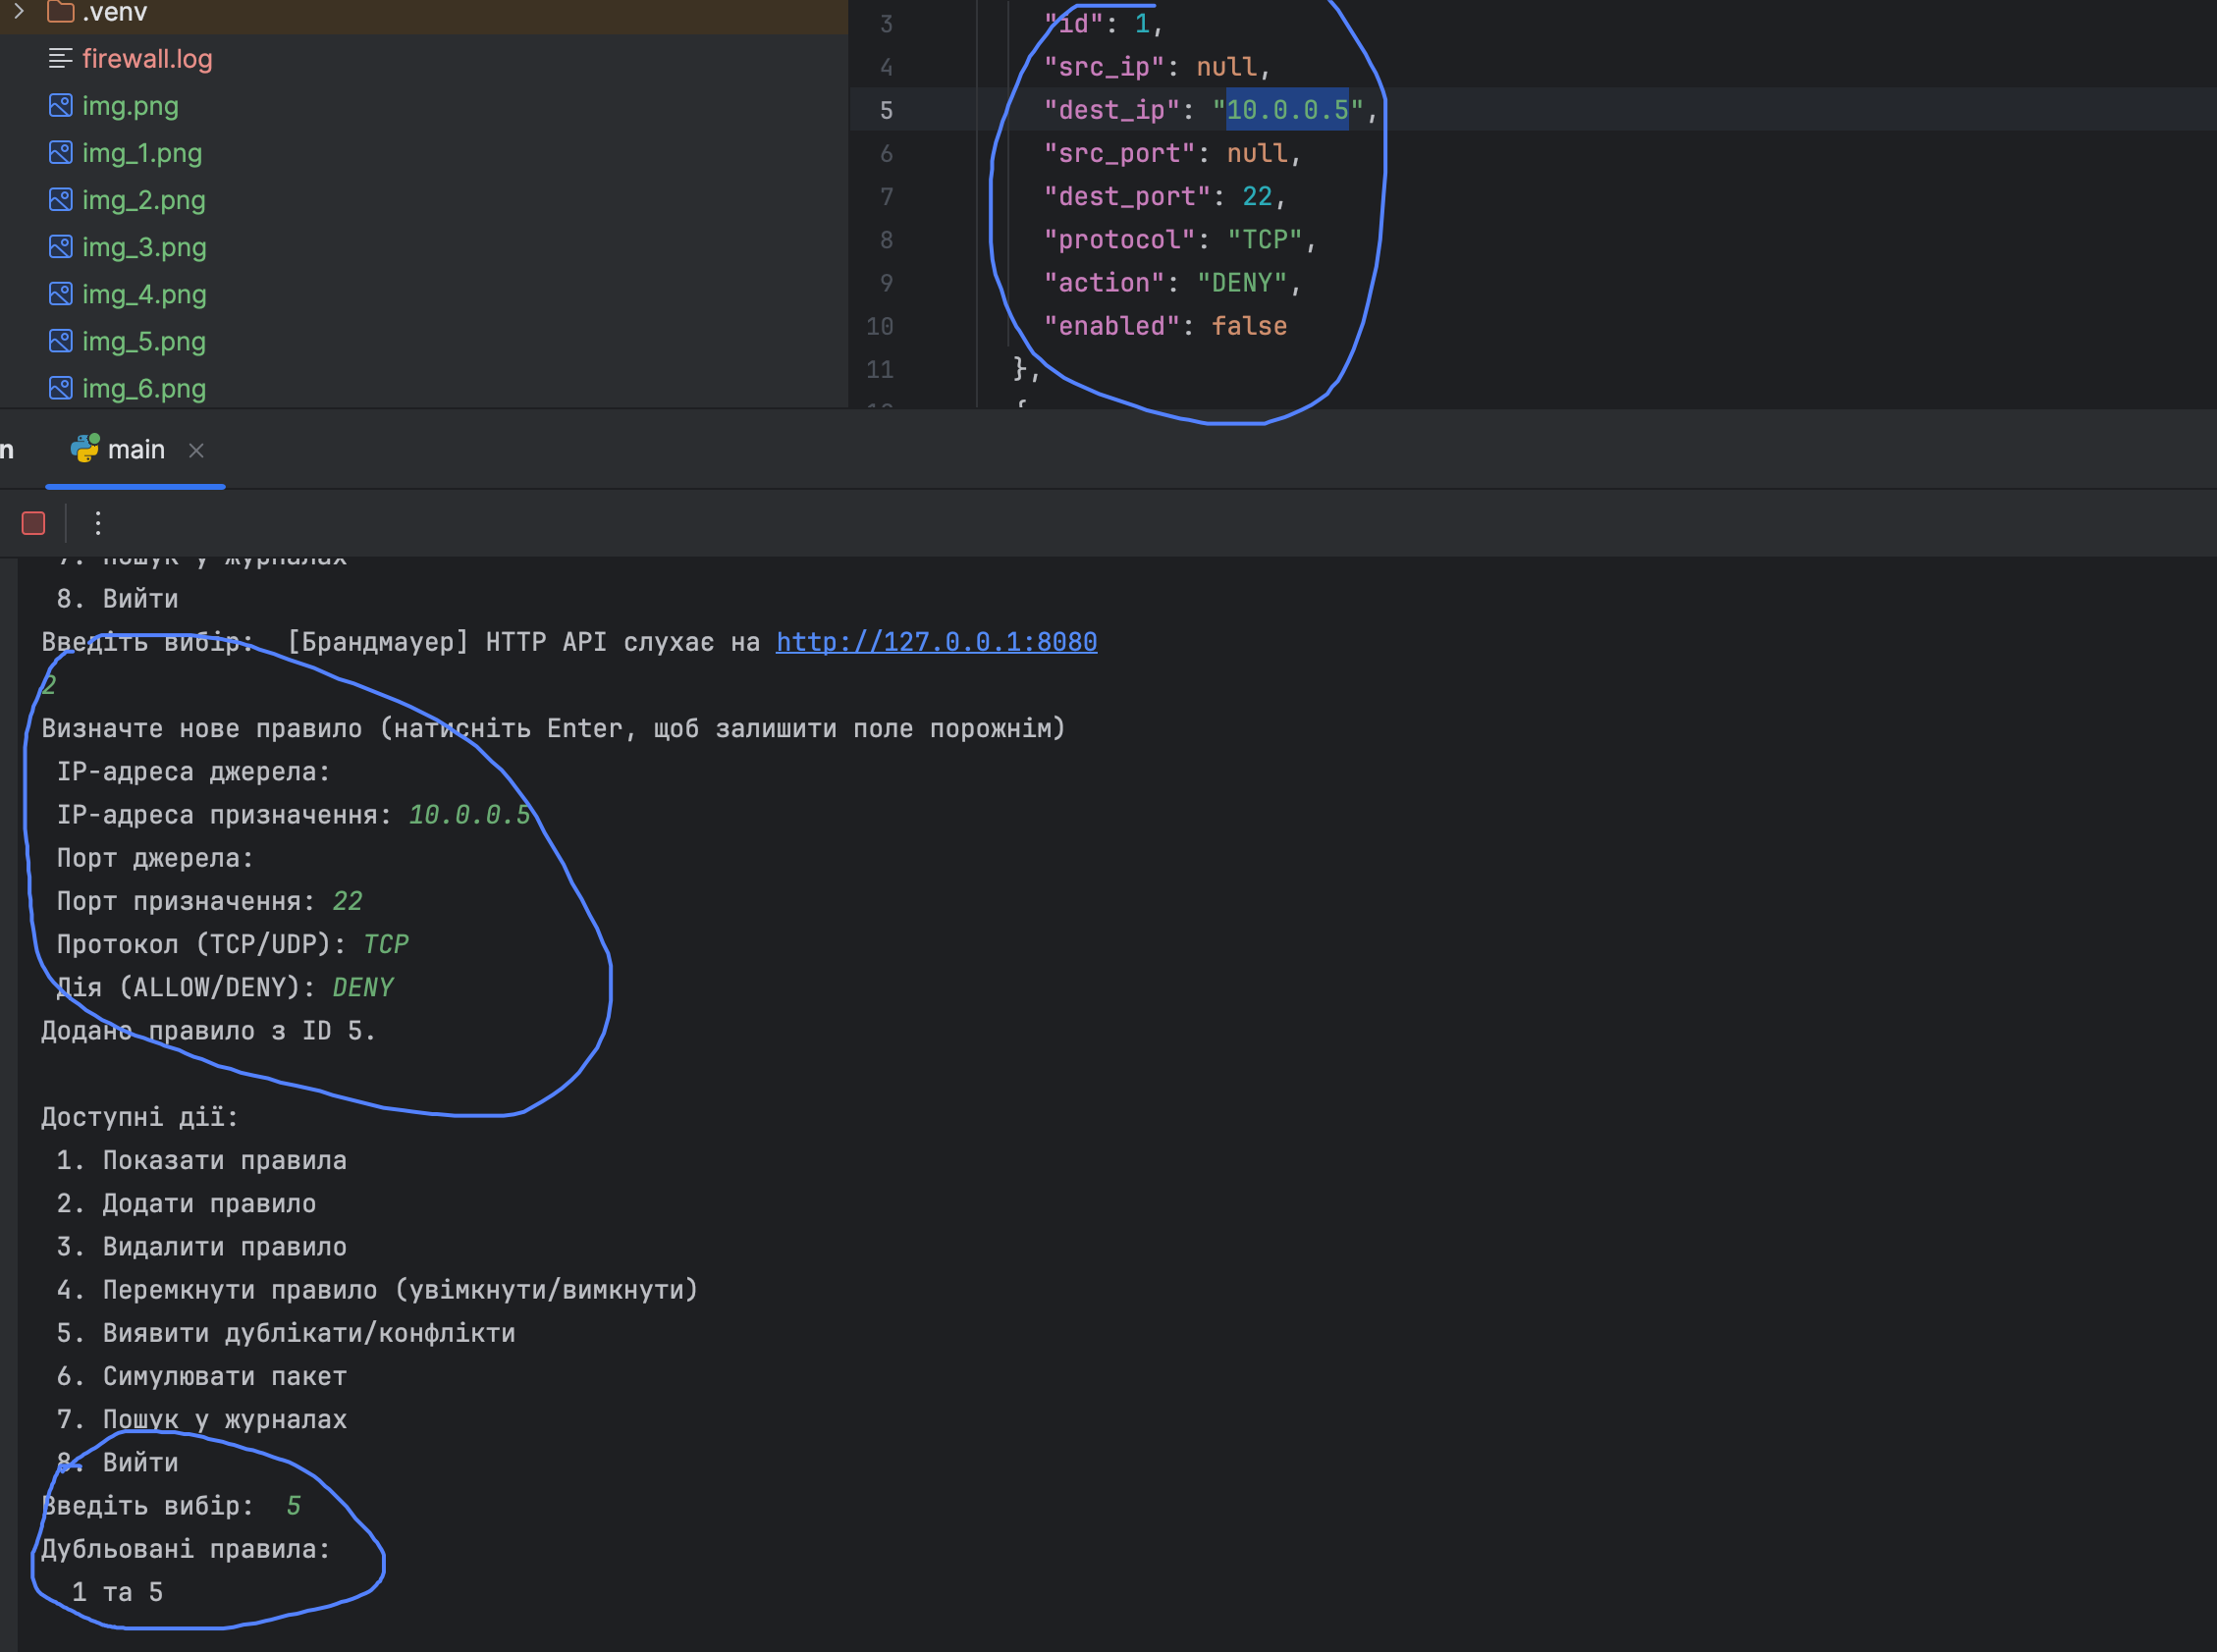 .venv
firewall.log
img.png
img_1.png
img_2.png
img_3.png
img_4.png
img_5.png
img_6.png
3 "id": 1,
4 "src_ip": null,
5 "dest_ip": "10.0.0.5",
6 "src_port": null,
7 "dest_port": 22,
8 "protocol": "TCP",
9 "action": "DENY",
10 "enabled": false
11 },
{
n main
7. Пошук у журналах
8. Вийти
Введіть вибір: [Брандмауер] HTTP API слухає на http://127.0.0.1:8080
2
Визначте нове правило (натисніть Enter, щоб залишити поле порожнім)
IP-адреса джерела:
IP-адреса призначення: 10.0.0.5
Порт джерела:
Порт призначення: 22
Протокол (TCP/UDP): TCP
Дія (ALLOW/DENY): DENY
Додано правило з ID 5.
Доступні дії:
1. Показати правила
2. Додати правило
3. Видалити правило
4. Перемкнути правило (увімкнути/вимкнути)
5. Виявити дублікати/конфлікти
6. Симулювати пакет
7. Пошук у журналах
8. Вийти
Введіть вибір: 5
Дубльовані правила:
1 та 5